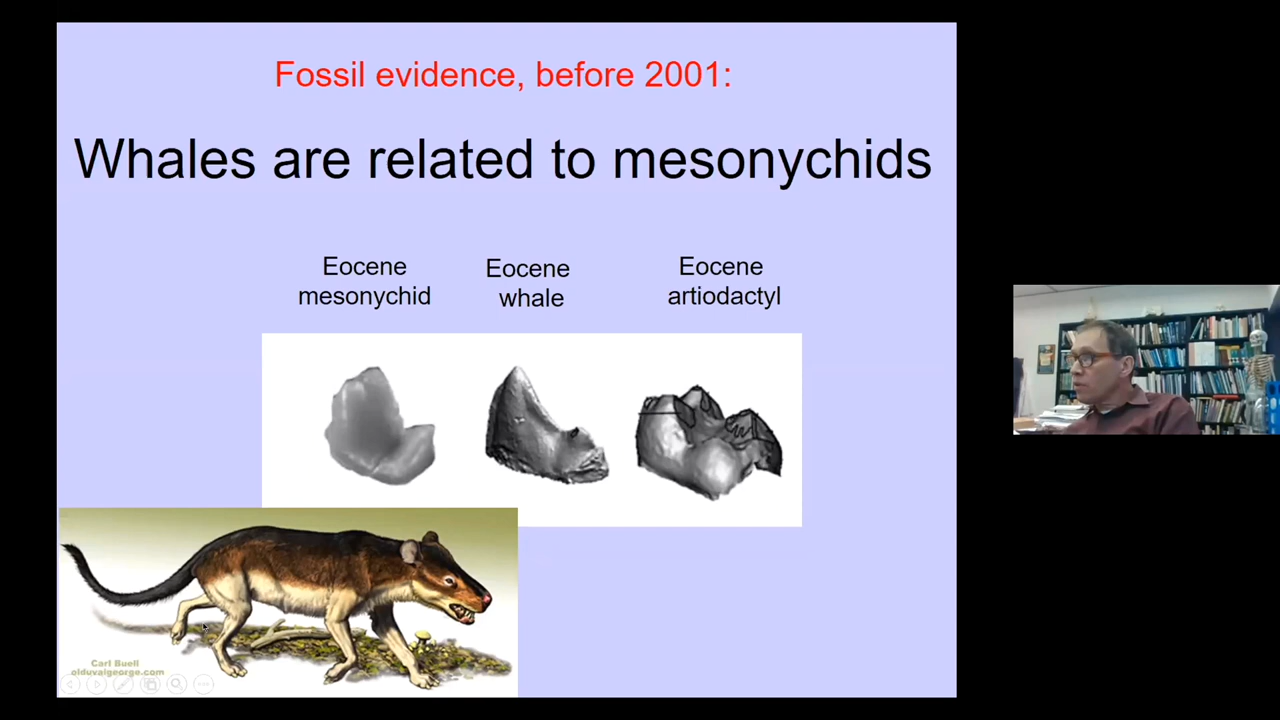 Fossil evidence, before 2001:
Whales are related to mesonychids
Eocene
mesonychid
Eocene
whale
Eocene
artiodactyl
Carl Buell
olduvaigeorge.com